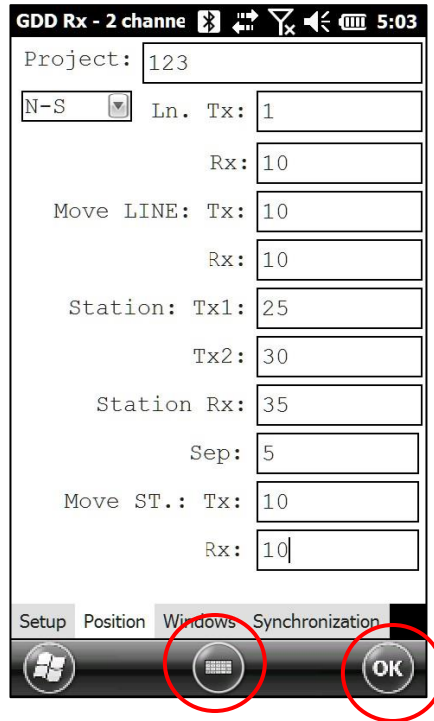 GDD Rx - 2 channe 5:03
Project: 123
N-S Ln. Tx: 1
Rx: 10
Move LINE: Tx: 10
Rx: 10
Station: Tx1: 25
Tx2: 30
Station Rx: 35
Sep: 5
Move ST.: Tx: 10
Rx: 10
Setup Position Windows Synchronization
OK